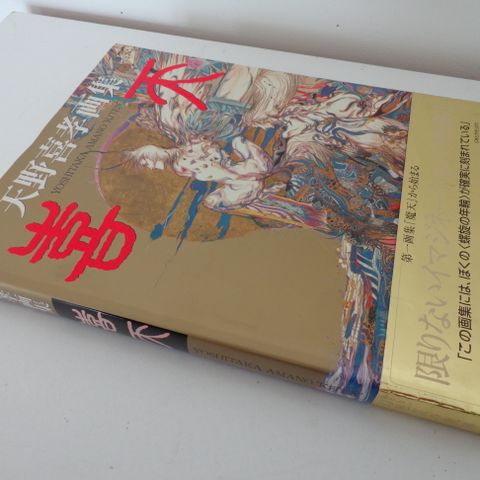 天野喜孝画集
YOSHITAKA AMANO KITEN
喜天
第一画集「魔天」から始まる
限りないイマジ
「この画集には、ぼくの〈螺旋の年輪〉が確実に刻まれている」
喜天
YOSHITAKA AMANO